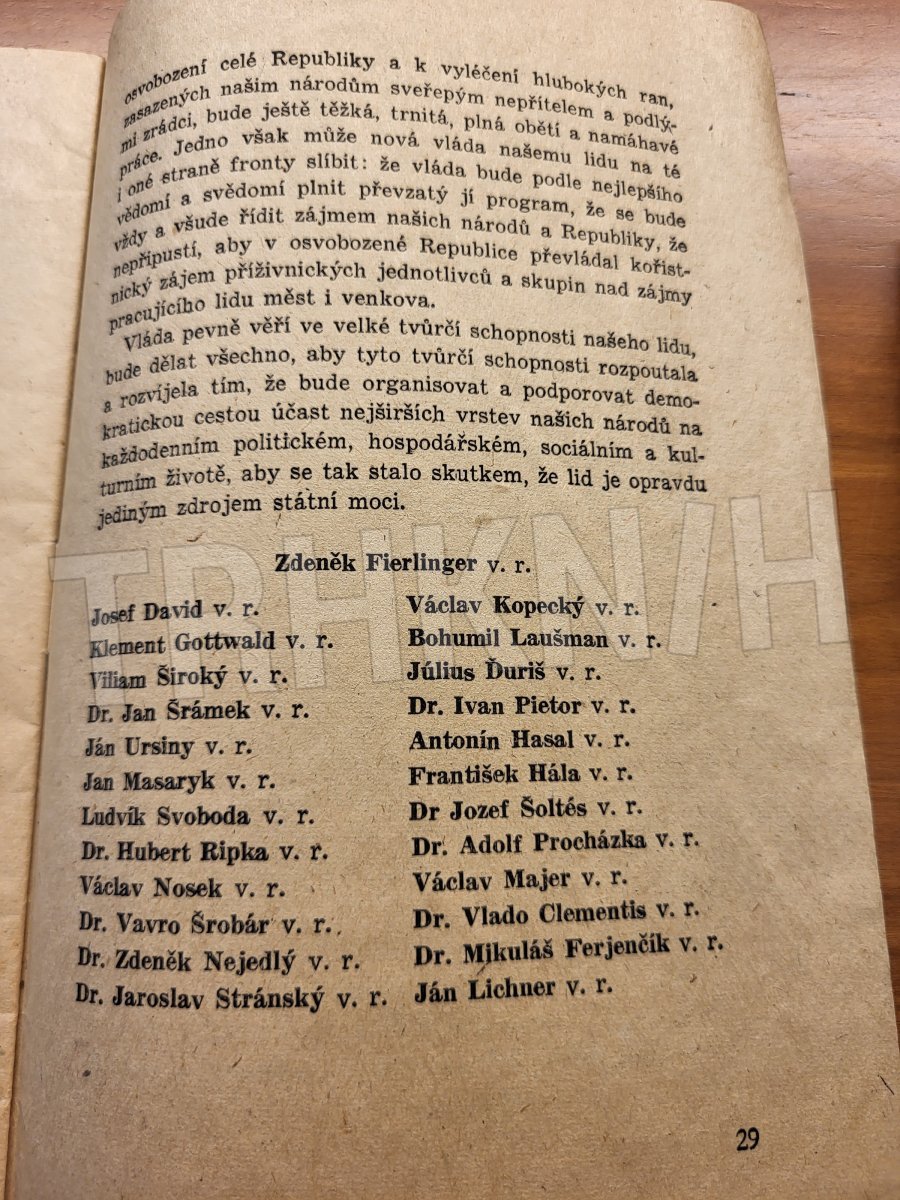 osvobození celé Republiky a k vyléčení hlubokých ran,
zasazených našim národům sveřepým nepřítelem a podlý-
mi zrádci, bude ještě těžká, trnitá, plná obětí a namáhavé
práce. Jedno však může nová vláda našemu lidu na té
i oné straně fronty slíbit: že vláda bude podle nejlepšího
vědomí a svědomí plnit převzatý jí program, že se bude
vždy a všude řídit zájmem našich národů a Republiky, že
nepřipustí, aby v osvobozené Republice převládal kořist-
nický zájem příživnických jednotlivců a skupin nad zájmy
pracujícího lidu měst i venkova.
Vláda pevně věří ve velké tvůrčí schopnosti našeho lidu,
bude dělat všechno, aby tyto tvůrčí schopnosti rozpoutala
a rozvíjela tím, že bude organisovat a podporovat demo-
kratickou cestou účast nejširších vrstev našich národů na
každodenním politickém, hospodářském, sociálním a kul-
turním životě, aby se tak stalo skutkem, že lid je opravdu
jediným zdrojem státní moci.
Zdeněk Fierlinger v. r.
Josef David v. r.
Klement Gottwald v. r.
Viliam Široký v. r.
Dr. Jan Šrámek v. r.
Ján Ursiny v. r.
Jan Masaryk v. r.
Ludvík Svoboda v. r.
Dr. Hubert Ripka v. r.
Václav Nosek v. r.
Dr. Vavro Šrobár v. r.
Dr. Zdeněk Nejedlý v. r.
Dr. Jaroslav Stránský v. r.
Václav Kopecký v. r.
Bohumil Laušman v. r.
Július Ďuriš v. r.
Dr. Ivan Pietor v. r.
Antonín Hasal v. r.
František Hála v. r.
Dr Jozef Šoltés v. r.
Dr. Adolf Procházka v. r.
Václav Majer v. r.
Dr. Vlado Clementis v. r.
Dr. Mikuláš Ferjenčík v. r.
Ján Lichner v. r.
29
TRHKNIH